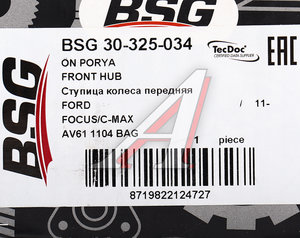 BSG
BSG 30-325-034
TecDoc
CERTIFIED DATA SUPPLIER
EAC
ON PORYA
FRONT HUB
Ступица колеса передняя
FORD / 11-
FOCUS/C-MAX
AV61 1104 BAG
1 piece
8719822124727
BSG